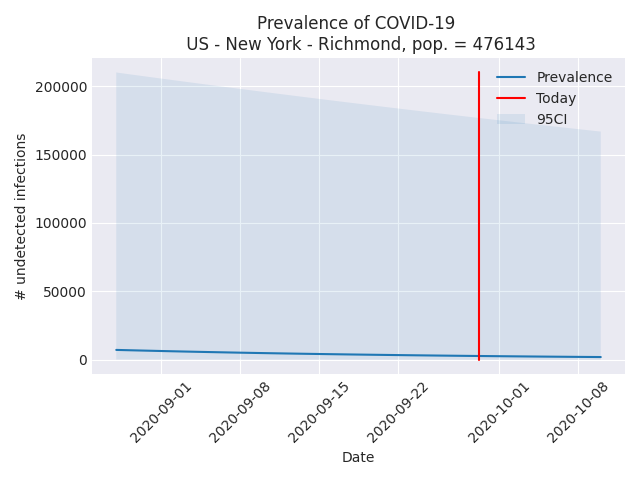 Prevalence of COVID-19
US - New York - Richmond, pop. = 476143
Prevalence
Today
95CI
# undetected infections
200000
150000
100000
50000
0
2020-09-01
2020-09-08
2020-09-15
2020-09-22
2020-10-01
2020-10-08
Date